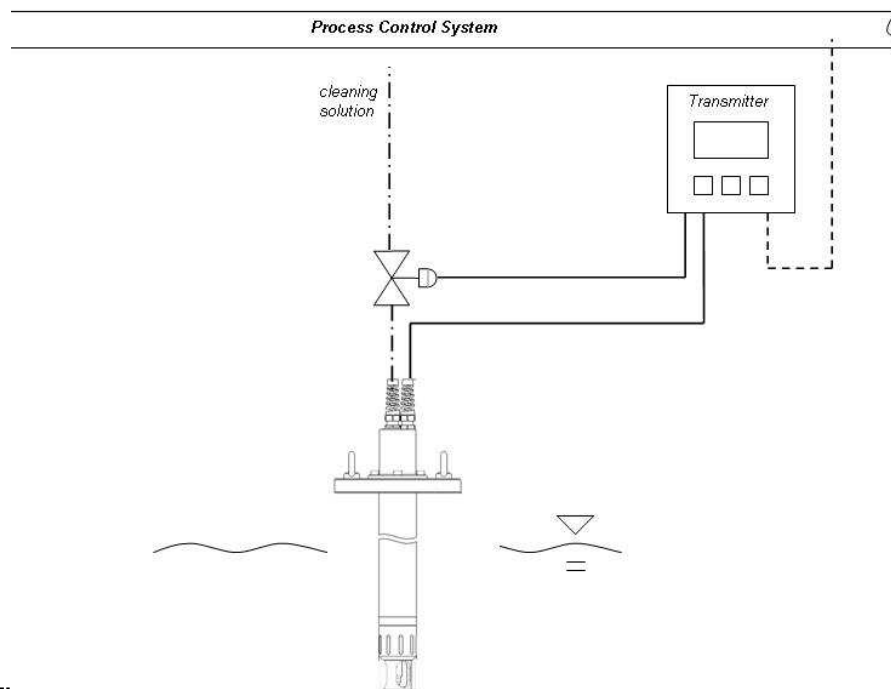 Process Control System
cleaning
solution
Transmitter